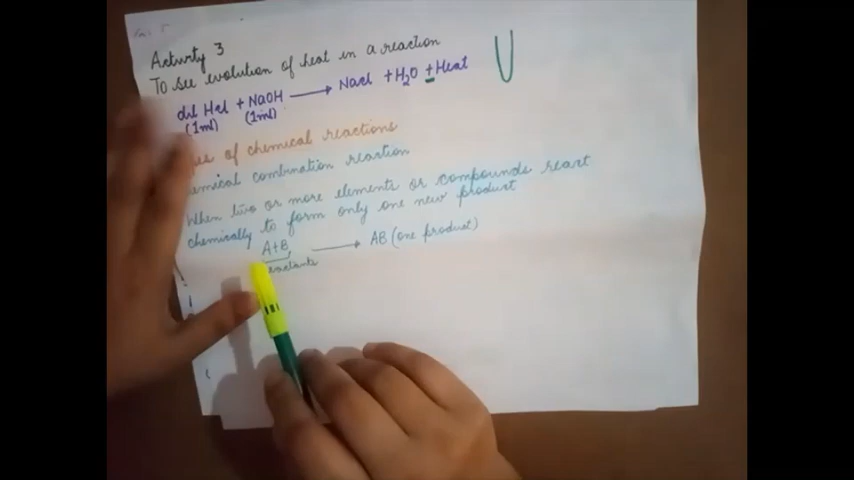 Activity 3
To see evolution of heat in a reaction
dil Hcl + NaOH → Nacl + H2O + Heat
(1ml) (1ml)
of chemical reactions
combination reaction
When two or more elements or compounds react
chemically to form only one new product
A+B → AB (one product)